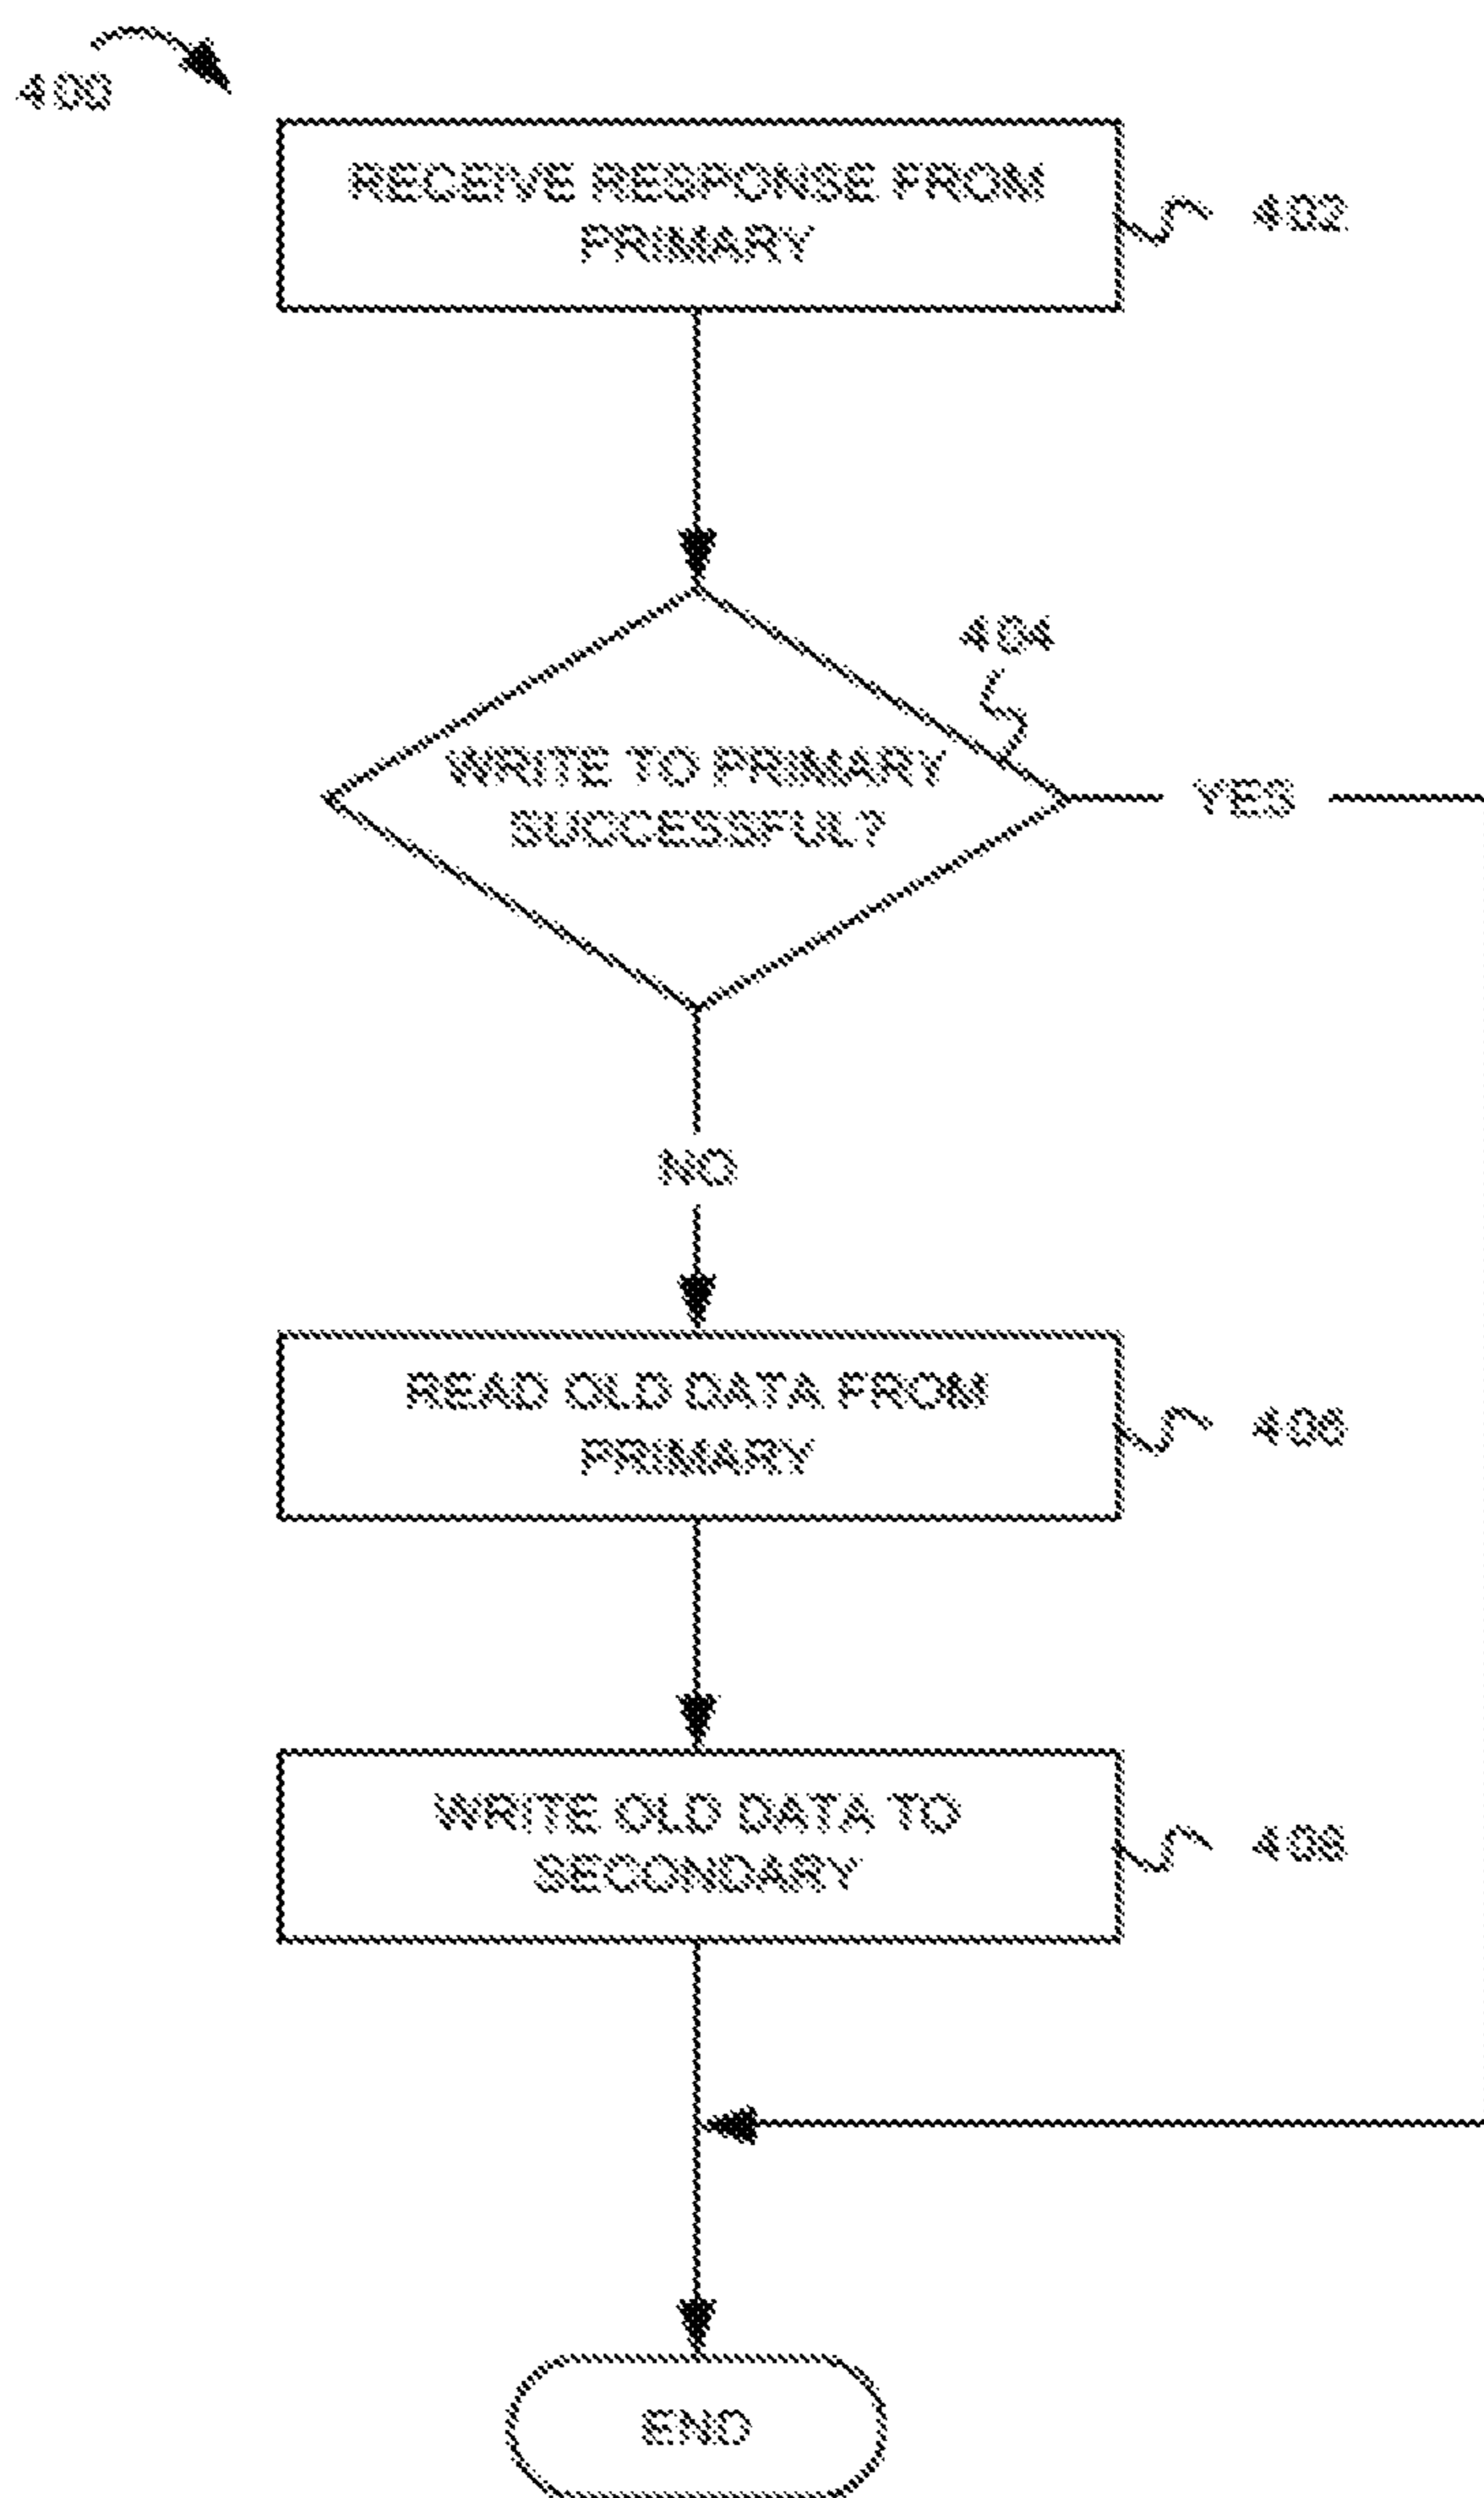 400
RECEIVE RESPONSE FROM
PRIMARY
402
404
WRITE TO PRIMARY
SUCCESSFUL?
YES
NO
READ OLD DATA FROM
PRIMARY
406
WRITE OLD DATA TO
SECONDARY
408
END